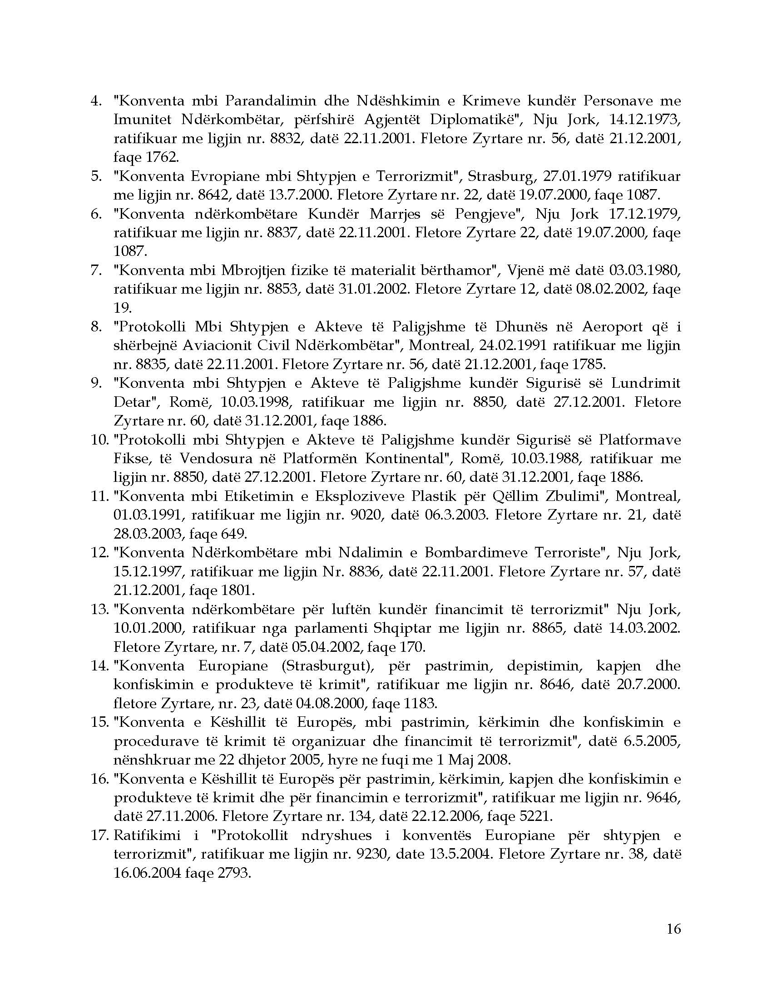 4. "Konventa mbi Parandalimin dhe Ndëshkimin e Krimeve kundër Personave me
Imunitet Ndërkombëtar, përfshirë Agjentët Diplomatikë", Nju Jork, 14.12.1973,
ratifikuar me ligjin nr. 8832, datë 22.11.2001. Fletore Zyrtare nr. 56, datë 21.12.2001,
faqe 1762.
5. "Konventa Evropiane mbi Shtypjen e Terrorizmit", Strasburg, 27.01.1979 ratifikuar
me ligjin nr. 8642, datë 13.7.2000. Fletore Zyrtare nr. 22, datë 19.07.2000, faqe 1087.
6. "Konventa ndërkombëtare Kundër Marrjes së Pengjeve", Nju Jork 17.12.1979,
ratifikuar me ligjin nr. 8837, datë 22.11.2001. Fletore Zyrtare 22, datë 19.07.2000, faqe
1087.
7. "Konventa mbi Mbrojtjen fizike të materialit bërthamor", Vjenë më datë 03.03.1980,
ratifikuar me ligjin nr. 8853, datë 31.01.2002. Fletore Zyrtare 12, datë 08.02.2002, faqe
19.
8. "Protokolli Mbi Shtypjen e Akteve të Paligjshme të Dhunës në Aeroport që i
shërbejnë Aviacionit Civil Ndërkombëtar", Montreal, 24.02.1991 ratifikuar me ligjin
nr. 8835, datë 22.11.2001. Fletore Zyrtare nr. 56, datë 21.12.2001, faqe 1785.
9. "Konventa mbi Shtypjen e Akteve të Paligjshme kundër Sigurisë së Lundrimit
Detar", Romë, 10.03.1998, ratifikuar me ligjin nr. 8850, datë 27.12.2001. Fletore
Zyrtare nr. 60, datë 31.12.2001, faqe 1886.
10. "Protokolli mbi Shtypjen e Akteve të Paligjshme kundër Sigurisë së Platformave
Fikse, të Vendosura në Platformën Kontinental", Romë, 10.03.1988, ratifikuar me
ligjin nr. 8850, datë 27.12.2001. Fletore Zyrtare nr. 60, datë 31.12.2001, faqe 1886.
11. "Konventa mbi Etiketimin e Eksploziveve Plastik për Qëllim Zbulimi", Montreal,
01.03.1991, ratifikuar me ligjin nr. 9020, datë 06.3.2003. Fletore Zyrtare nr. 21, datë
28.03.2003, faqe 649.
12. "Konventa Ndërkombëtare mbi Ndalimin e Bombardimeve Terroriste", Nju Jork,
15.12.1997, ratifikuar me ligjin Nr. 8836, datë 22.11.2001. Fletore Zyrtare nr. 57, datë
21.12.2001, faqe 1801.
13. "Konventa ndërkombëtare për luftën kundër financimit të terrorizmit" Nju Jork,
10.01.2000, ratifikuar nga parlamenti Shqiptar me ligjin nr. 8865, datë 14.03.2002.
Fletore Zyrtare, nr. 7, datë 05.04.2002, faqe 170.
14. "Konventa Europiane (Strasburgut), për pastrimin, depistimin, kapjen dhe
konfiskimin e produkteve të krimit", ratifikuar me ligjin nr. 8646, datë 20.7.2000.
fletore Zyrtare, nr. 23, datë 04.08.2000, faqe 1183.
15. "Konventa e Këshillit të Europës, mbi pastrimin, kërkimin dhe konfiskimin e
procedurave të krimit të organizuar dhe financimit të terrorizmit", datë 6.5.2005,
nënshkruar me 22 dhjetor 2005, hyre ne fuqi me 1 Maj 2008.
16. "Konventa e Këshillit të Europës për pastrimin, kërkimin, kapjen dhe konfiskimin e
produkteve të krimit dhe për financimin e terrorizmit", ratifikuar me ligjin nr. 9646,
datë 27.11.2006. Fletore Zyrtare nr. 134, datë 22.12.2006, faqe 5221.
17. Ratifikimi i "Protokollit ndryshues i konventës Europiane për shtypjen e
terrorizmit", ratifikuar me ligjin nr. 9230, date 13.5.2004. Fletore Zyrtare nr. 38, datë
16.06.2004 faqe 2793.
16